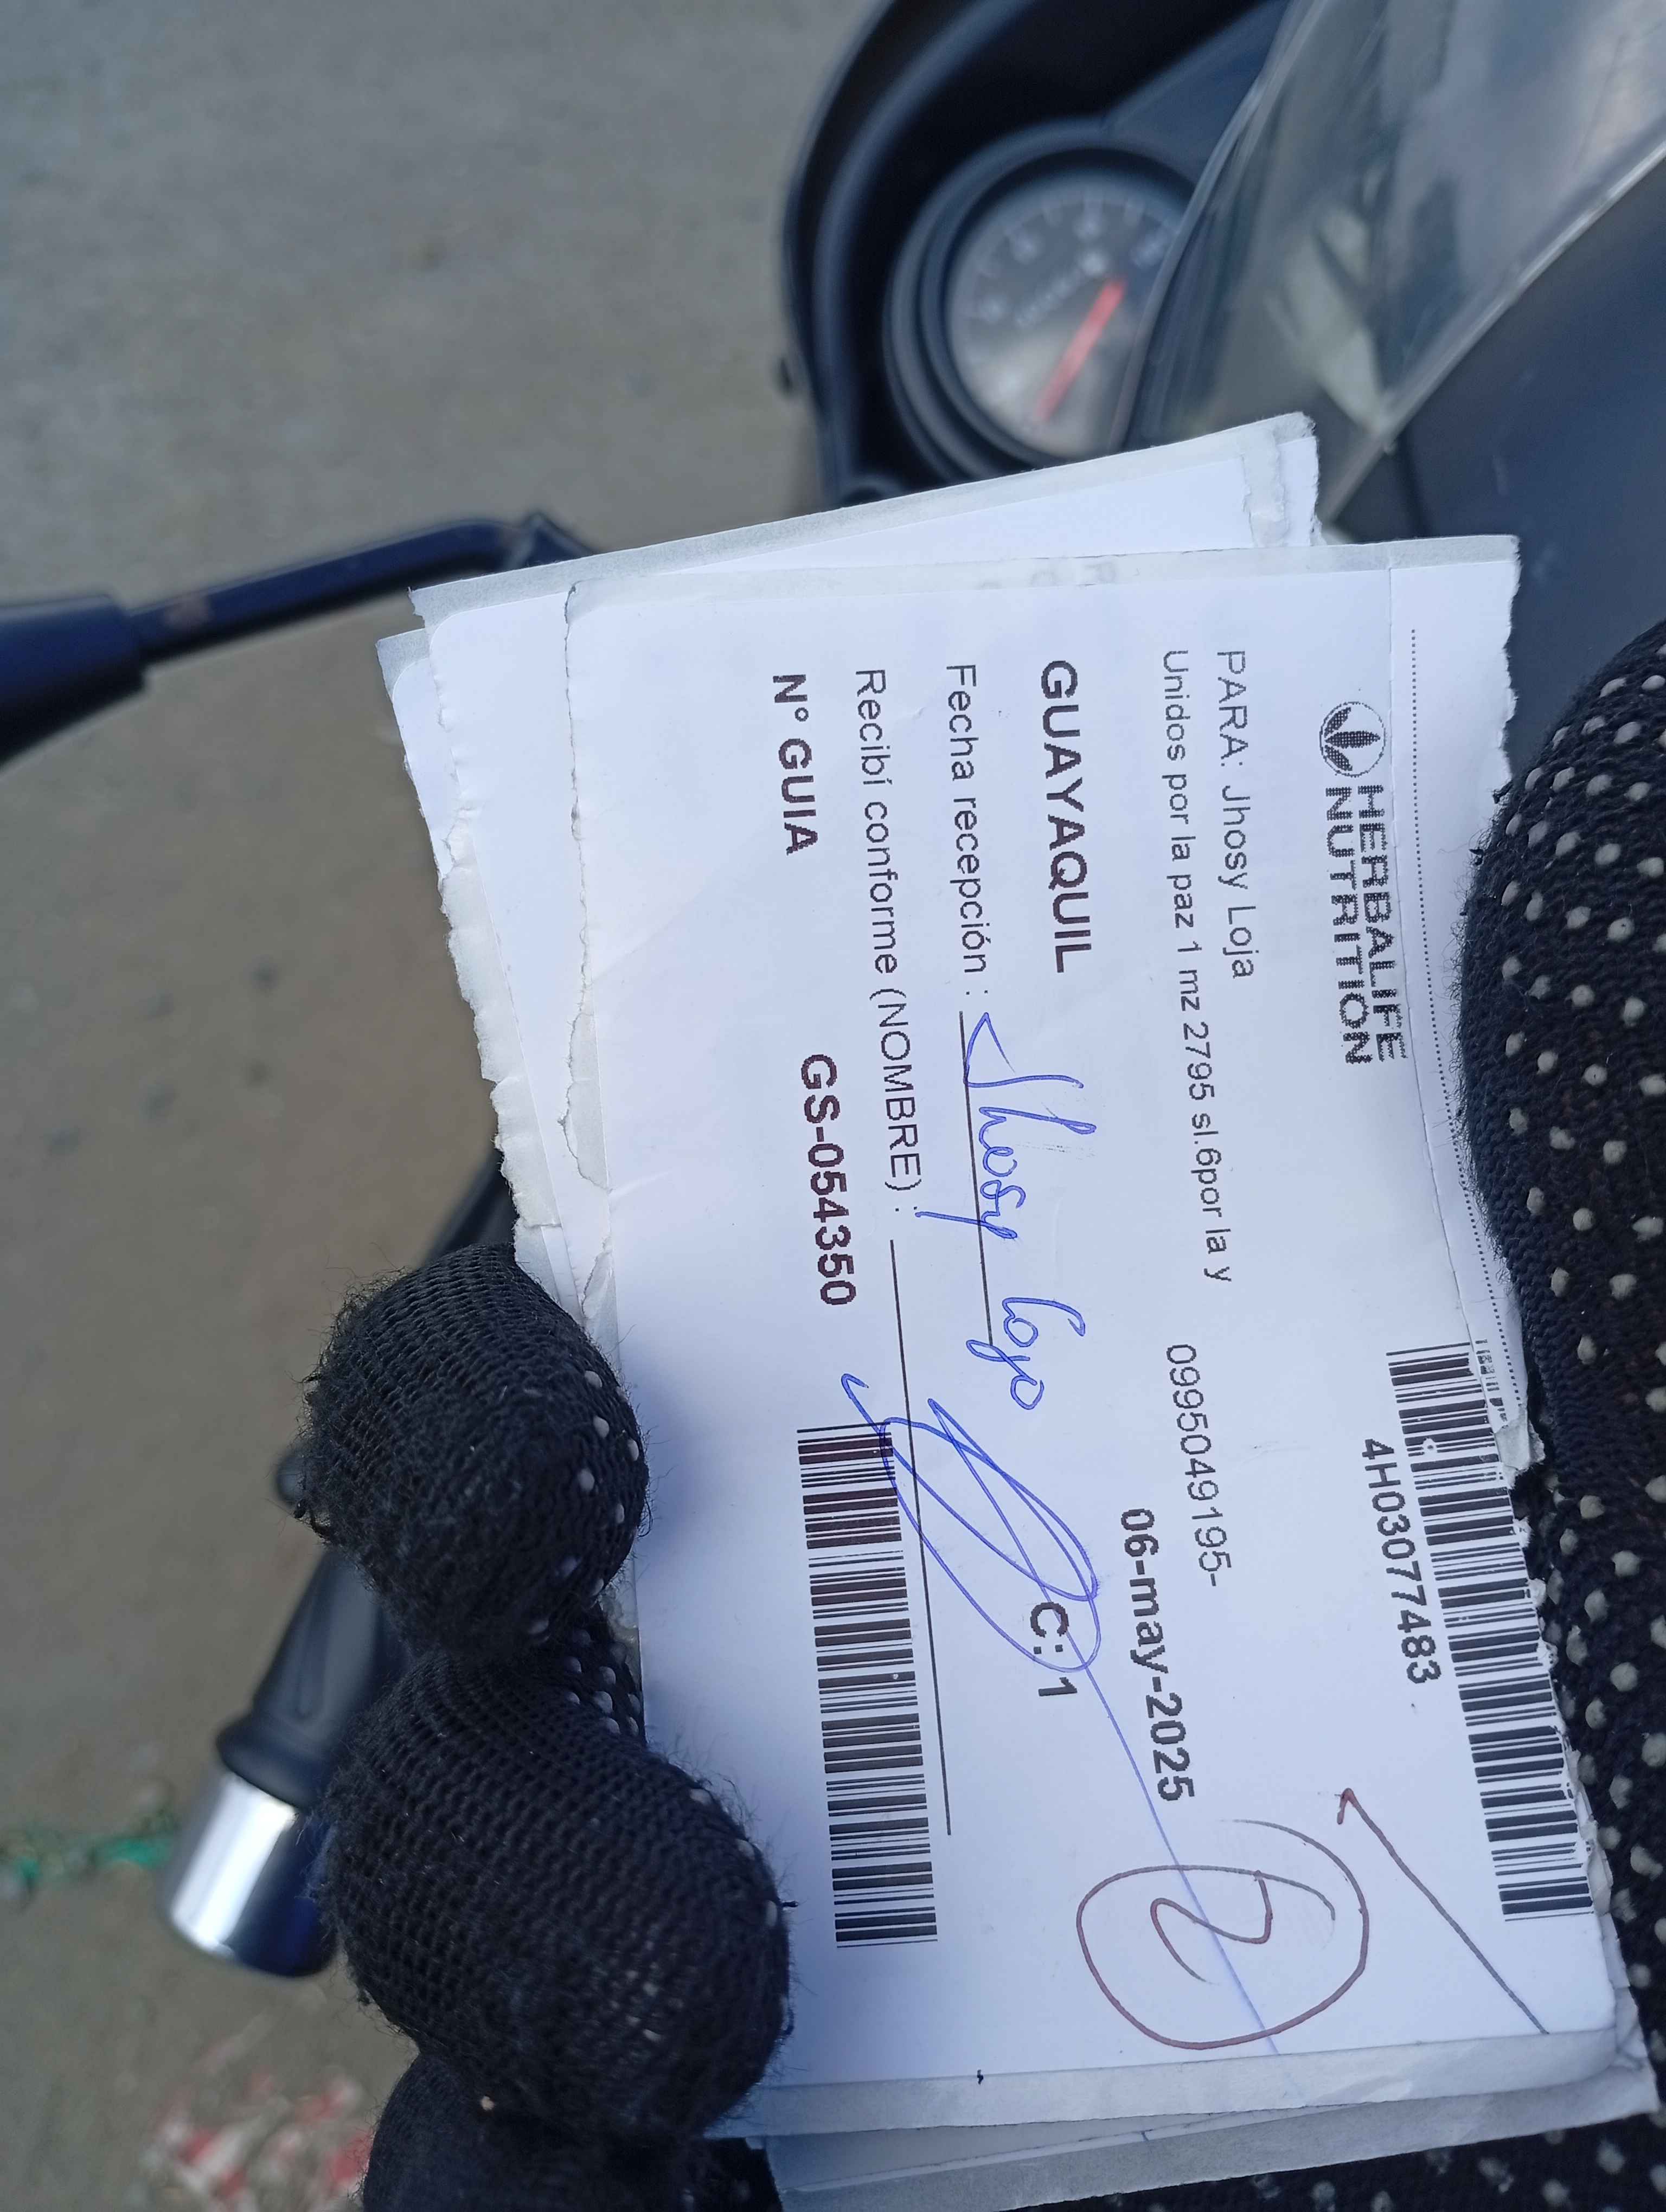 HERBALIFE
NUTRITION
4H03077483
PARA: Jhosy Loja
Unidos por la paz 1 mz 2795 sl.6por la y
0995049195-
06-may-2025
2
GUAYAQUIL
C: 1
Fecha recepción : Jhosy Loja
Recibí conforme (NOMBRE) :
N° GUIA GS-054350